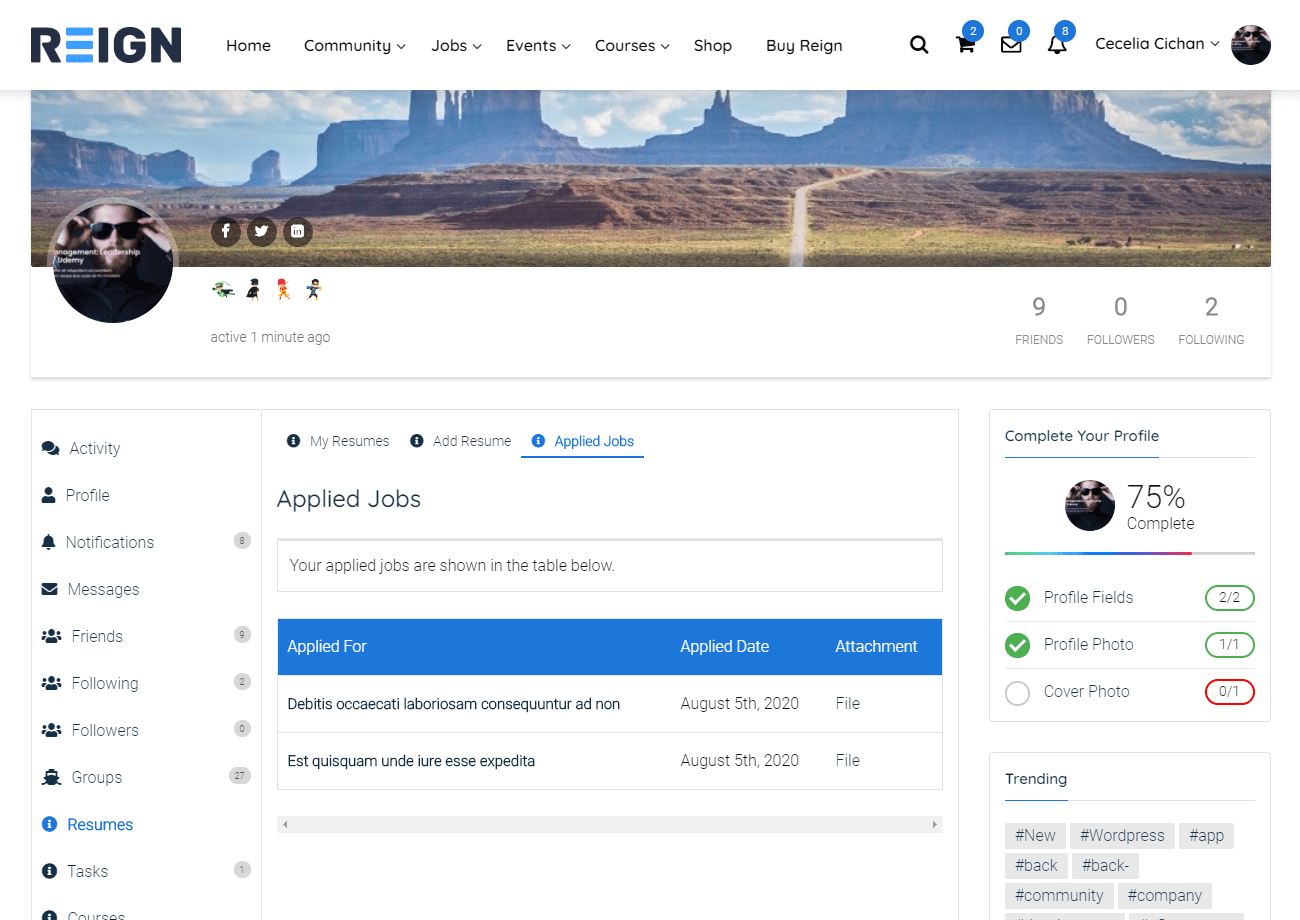 REIGN
Home Community Jobs Events Courses Shop Buy Reign 2 0 8 Cecelia Cichan
active 1 minute ago
9 0 2
FRIENDS FOLLOWERS FOLLOWING
Activity
Profile
Notifications 8
Messages
Friends 9
Following 2
Followers 0
Groups 27
Resumes
Tasks 1
Courses
My Resumes Add Resume Applied Jobs
Applied Jobs
Your applied jobs are shown in the table below.
Applied For Applied Date Attachment
Debitis occaecati laboriosam consequuntur ad non August 5th, 2020 File
Est quisquam unde iure esse expedita August 5th, 2020 File
Complete Your Profile
75%
Complete
Profile Fields 2/2
Profile Photo 1/1
Cover Photo 0/1
Trending
#New #Wordpress #app
#back #back-
#community #company